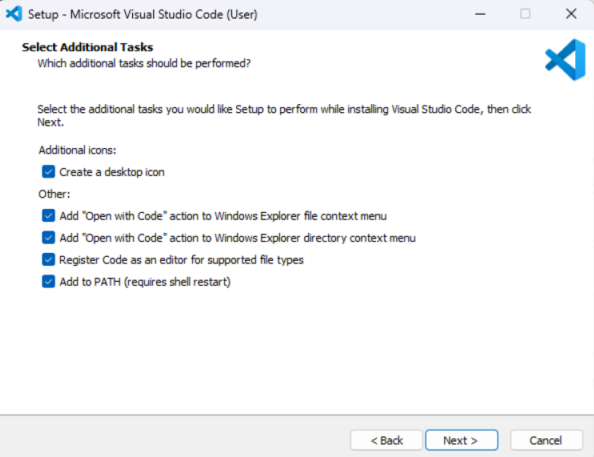 Setup - Microsoft Visual Studio Code (User)
Select Additional Tasks
Which additional tasks should be performed?
Select the additional tasks you would like Setup to perform while installing Visual Studio Code, then click
Next.
Additional icons:
Create a desktop icon
Other:
Add "Open with Code" action to Windows Explorer file context menu
Add "Open with Code" action to Windows Explorer directory context menu
Register Code as an editor for supported file types
Add to PATH (requires shell restart)
< Back Next > Cancel